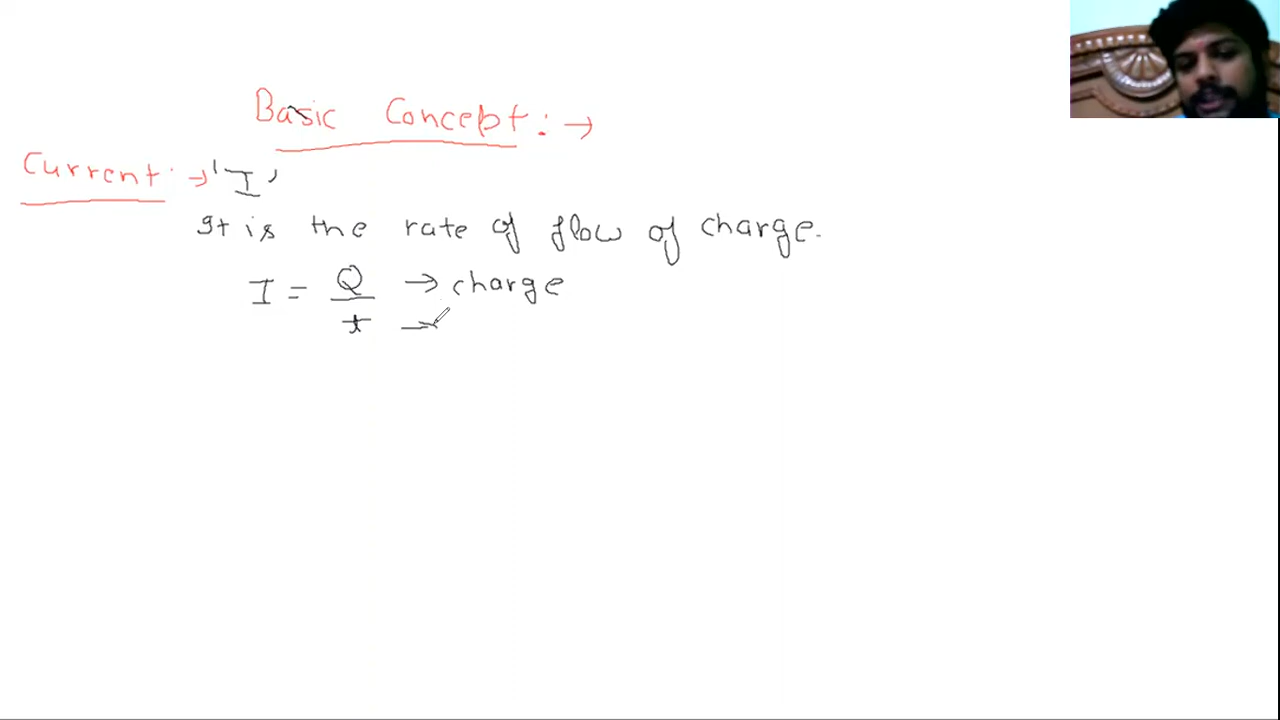 Basic Concept : →
Current : → 'I'
It is the rate of flow of charge.
I = Q/t → charge
→